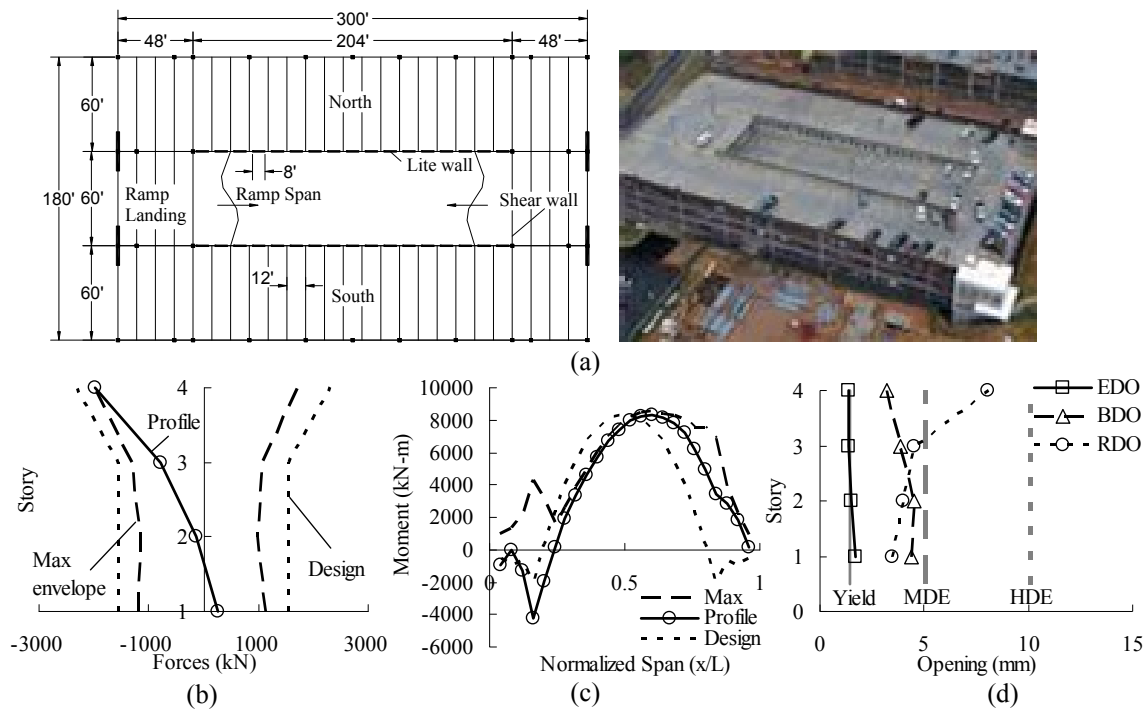 300'
48' 204' 48'
60' North
Lite wall
8'
180' 60' Ramp Landing Ramp Span Shear wall
12'
60' South
(a)
4
3
2
1
Story
Profile
Max envelope
Design
-3000 -1000 1000 3000
Forces (kN)
(b)
10000
8000
6000
4000
2000
0
-2000
-4000
-6000
Moment (kN-m)
0 0.5 1
Max
Profile
Design
Normalized Span (x/L)
(c)
4
3
2
1
0
Story
EDO
BDO
RDO
Yield MDE HDE
0 5 10 15
Opening (mm)
(d)